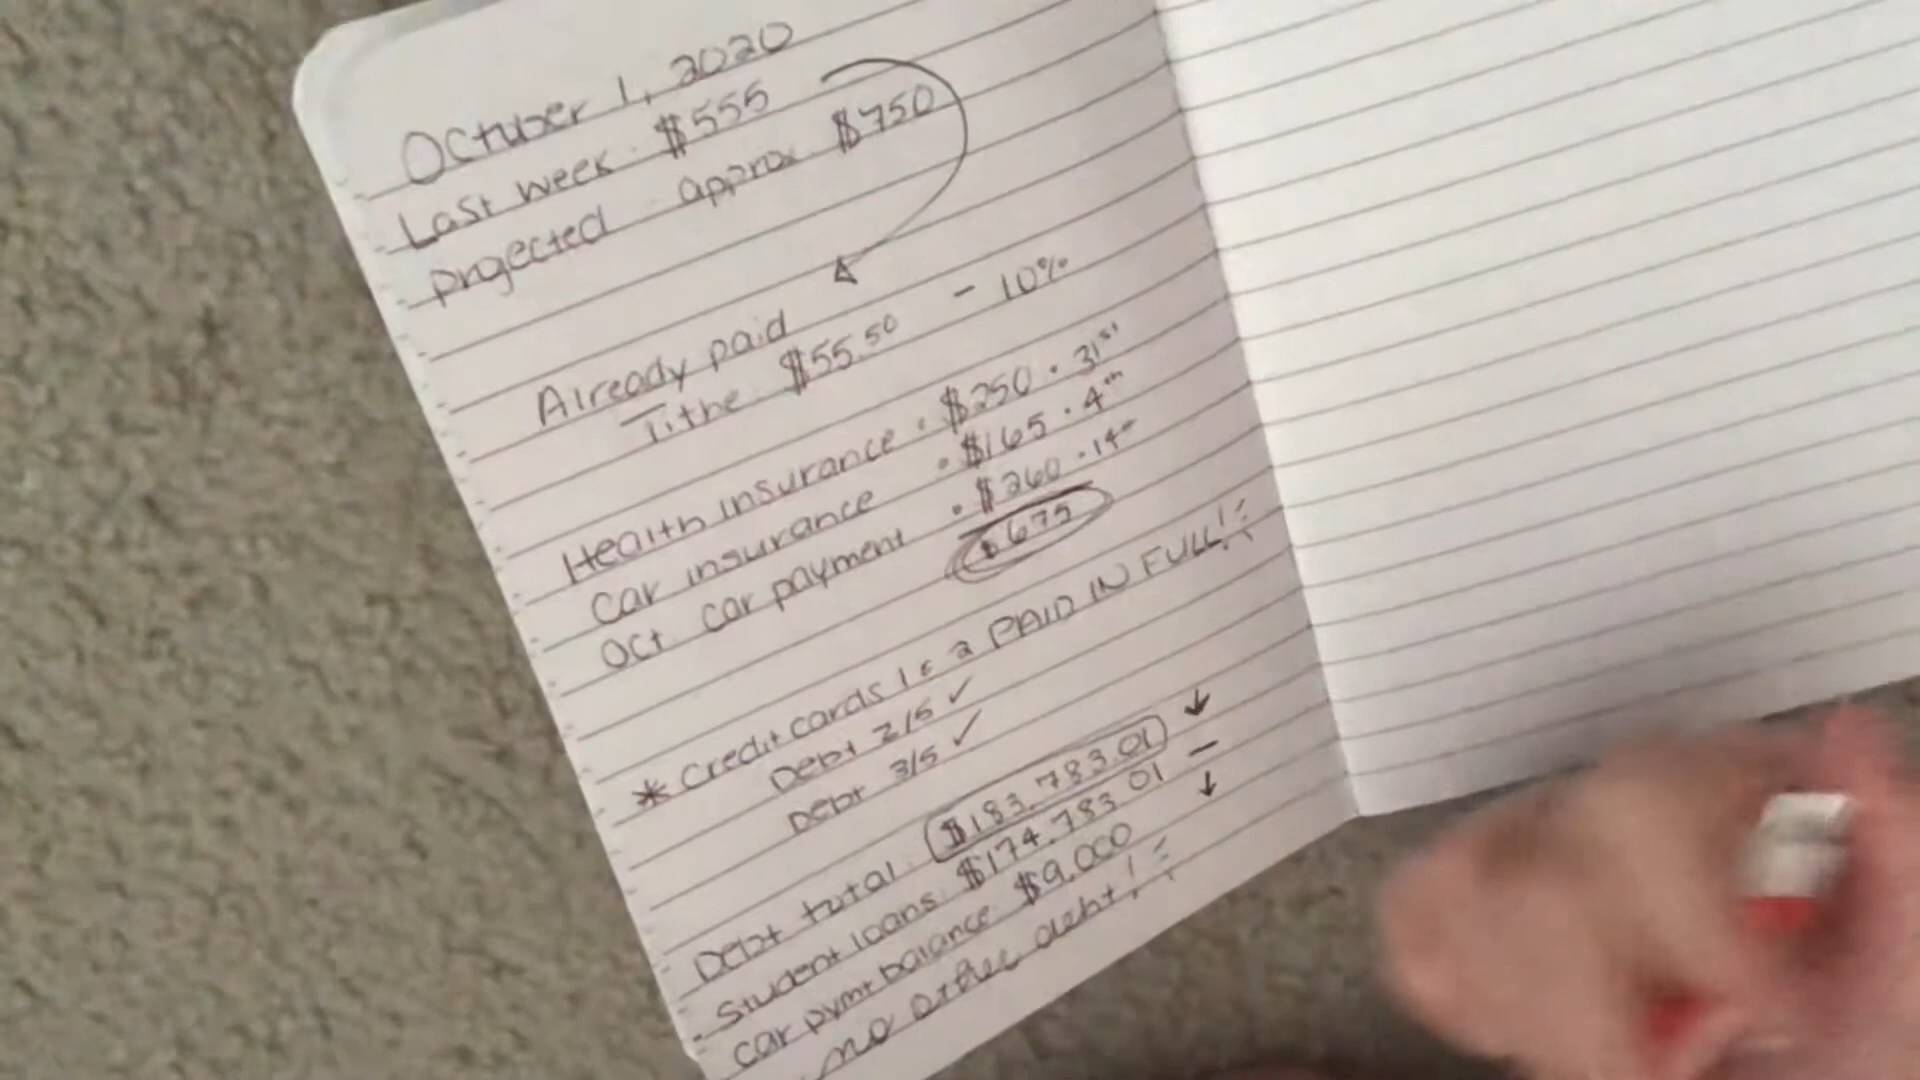 October 1, 2020
Last week · $555
projected approx $750
Already paid
Tithe $55.50 - 10%
Health insurance · $250 · 31st
car insurance · $165 · 4th
Oct car payment · $260 · 14th
$675
* credit cards 1 & 2 PAID IN FULL!!
Debt 2/5 ✓
Debt 3/5 ✓
Debt total $183,783.01 ↓
- Student loans $174,783.01 —
car pymt balance $9,000 ↓
no other debt!!